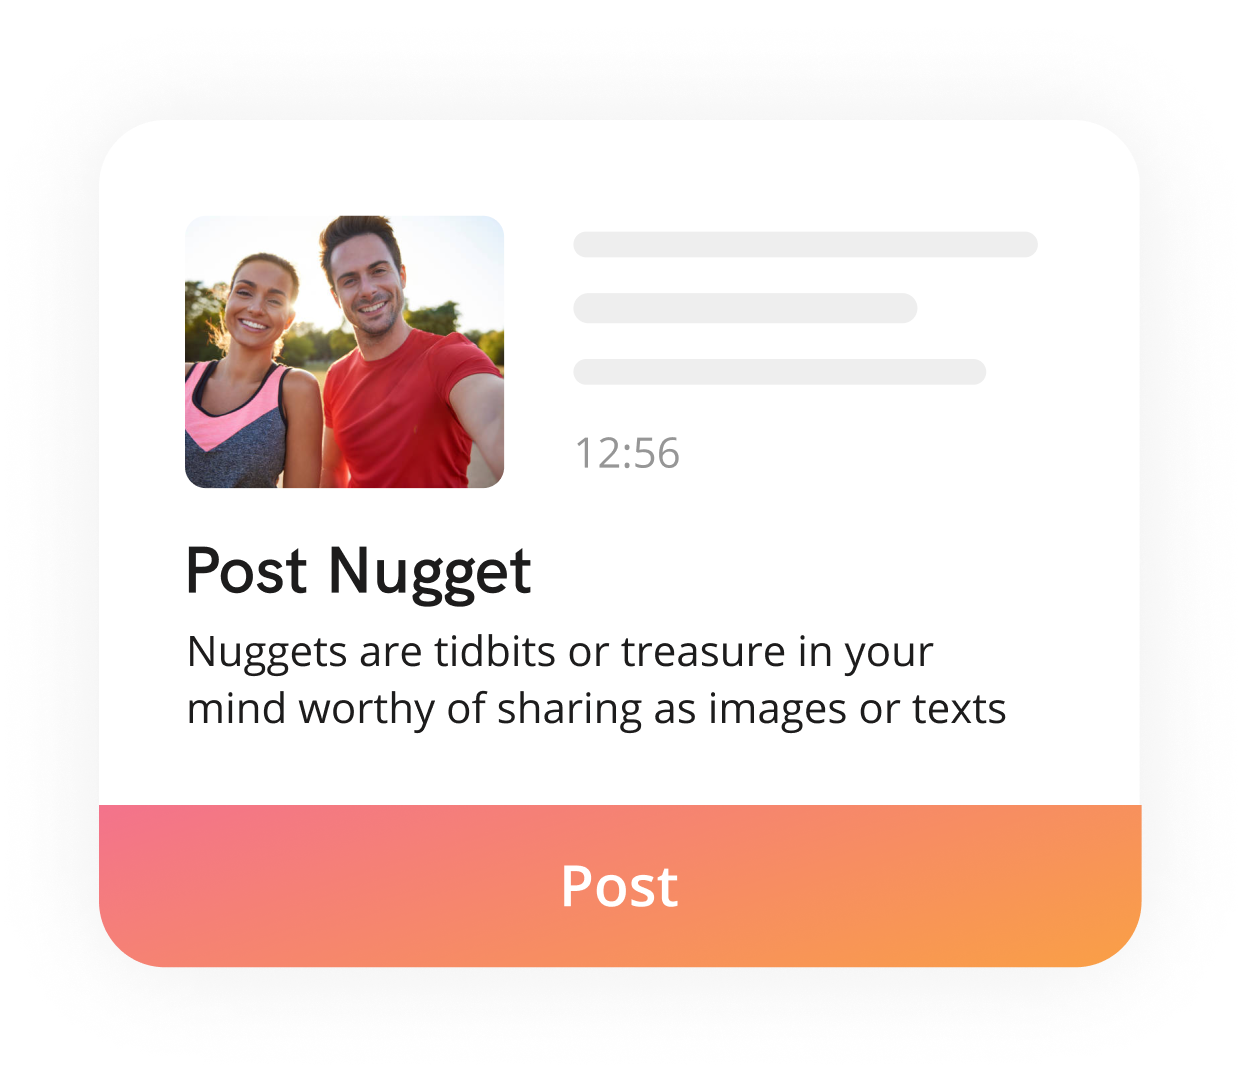 12:56
Post Nugget
Nuggets are tidbits or treasure in your
mind worthy of sharing as images or texts
Post